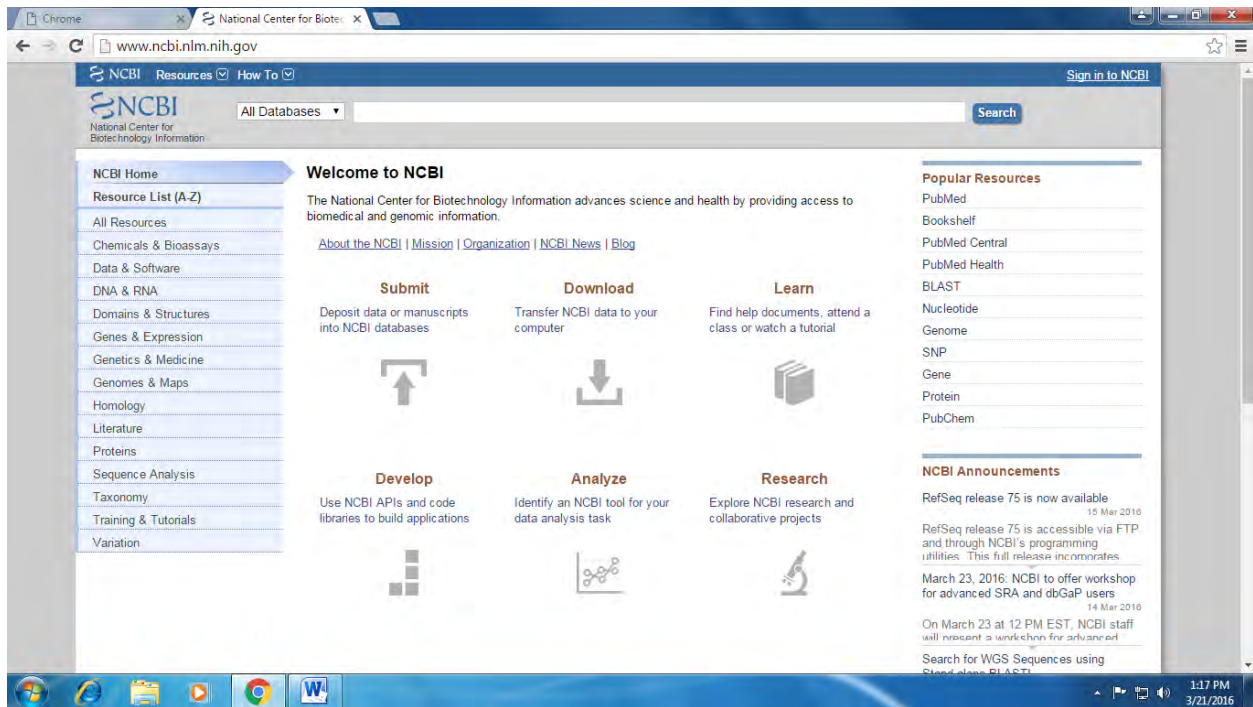 Chrome
National Center for Biotec
www.ncbi.nlm.nih.gov
NCBI Resources How To
Sign in to NCBI
NCBI
National Center for
Biotechnology Information
All Databases
Search
NCBI Home
Resource List (A-Z)
All Resources
Chemicals & Bioassays
Data & Software
DNA & RNA
Domains & Structures
Genes & Expression
Genetics & Medicine
Genomes & Maps
Homology
Literature
Proteins
Sequence Analysis
Taxonomy
Training & Tutorials
Variation
Welcome to NCBI
The National Center for Biotechnology Information advances science and health by providing access to
biomedical and genomic information.
About the NCBI | Mission | Organization | NCBI News | Blog
Submit
Deposit data or manuscripts
into NCBI databases
Download
Transfer NCBI data to your
computer
Learn
Find help documents, attend a
class or watch a tutorial
Develop
Use NCBI APIs and code
libraries to build applications
Analyze
Identify an NCBI tool for your
data analysis task
Research
Explore NCBI research and
collaborative projects
Popular Resources
PubMed
Bookshelf
PubMed Central
PubMed Health
BLAST
Nucleotide
Genome
SNP
Gene
Protein
PubChem
NCBI Announcements
RefSeq release 75 is now available
15 Mar 2016
RefSeq release 75 is accessible via FTP
and through NCBI's programming
utilities. This full release incorporates
March 23, 2016: NCBI to offer workshop
for advanced SRA and dbGaP users
14 Mar 2016
On March 23 at 12 PM EST, NCBI staff
will present a workshop for advanced
Search for WGS Sequences using
BLAST!
1:17 PM
3/21/2016